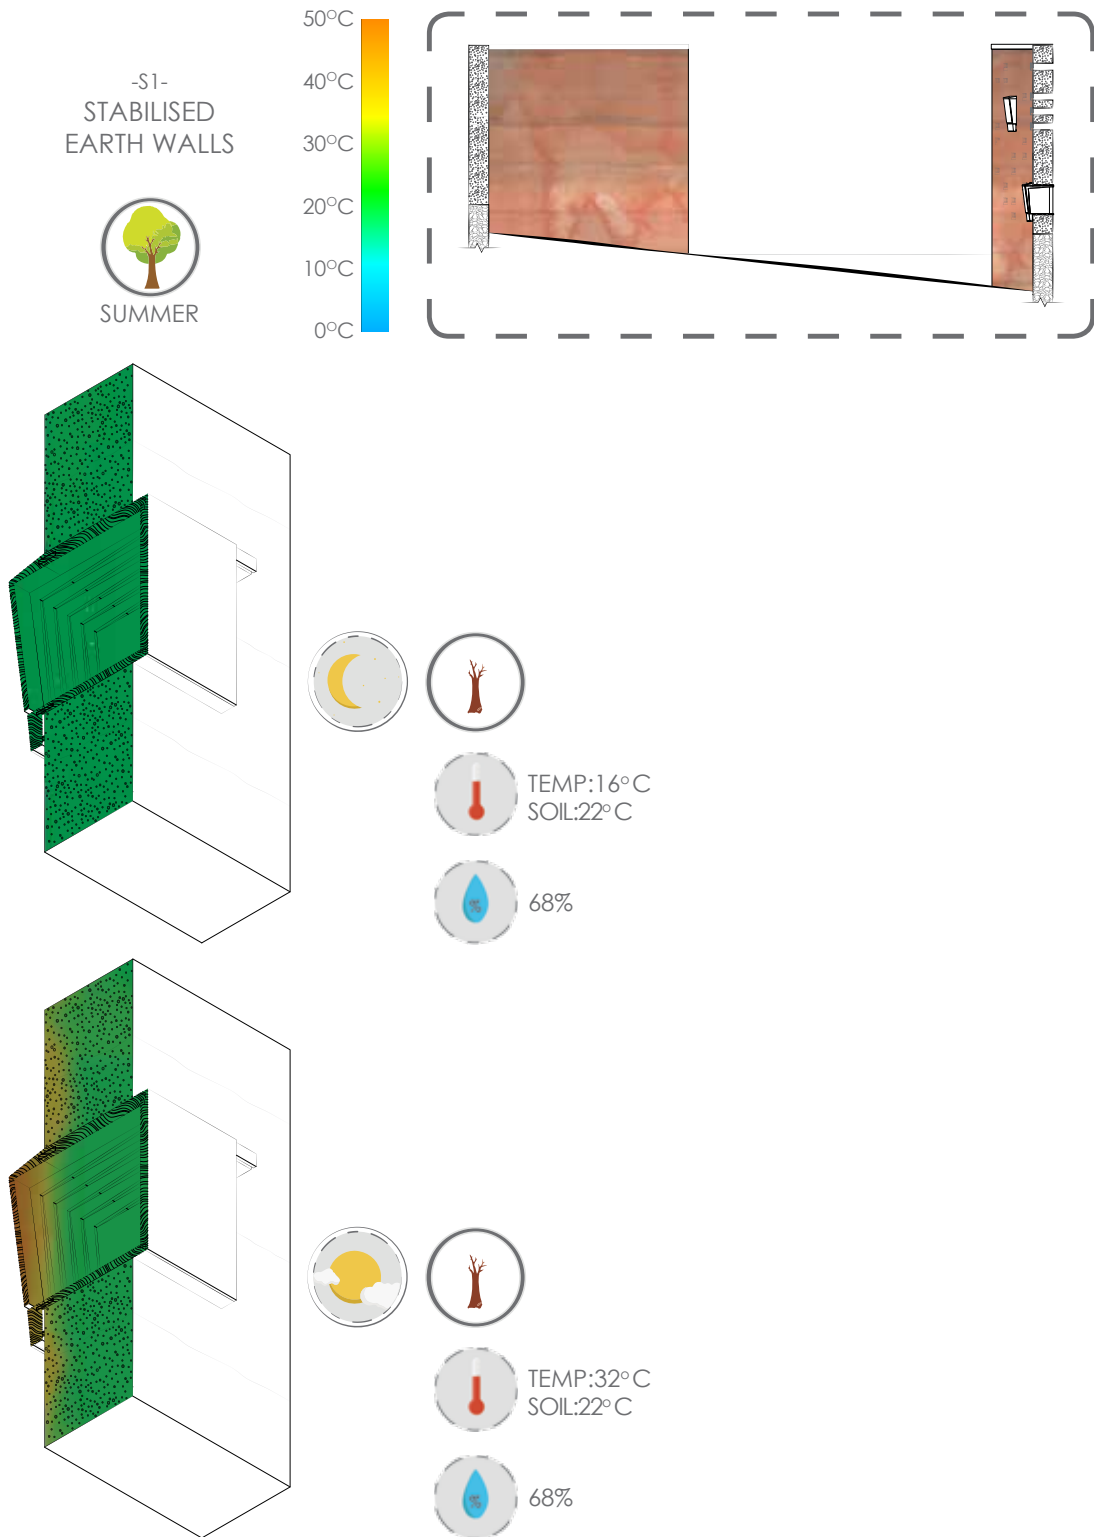 -S1-
STABILISED
EARTH WALLS
SUMMER
50°C
40°C
30°C
20°C
10°C
0°C
TEMP:16°C
SOIL:22°C
%
68%
TEMP:32°C
SOIL:22°C
%
68%